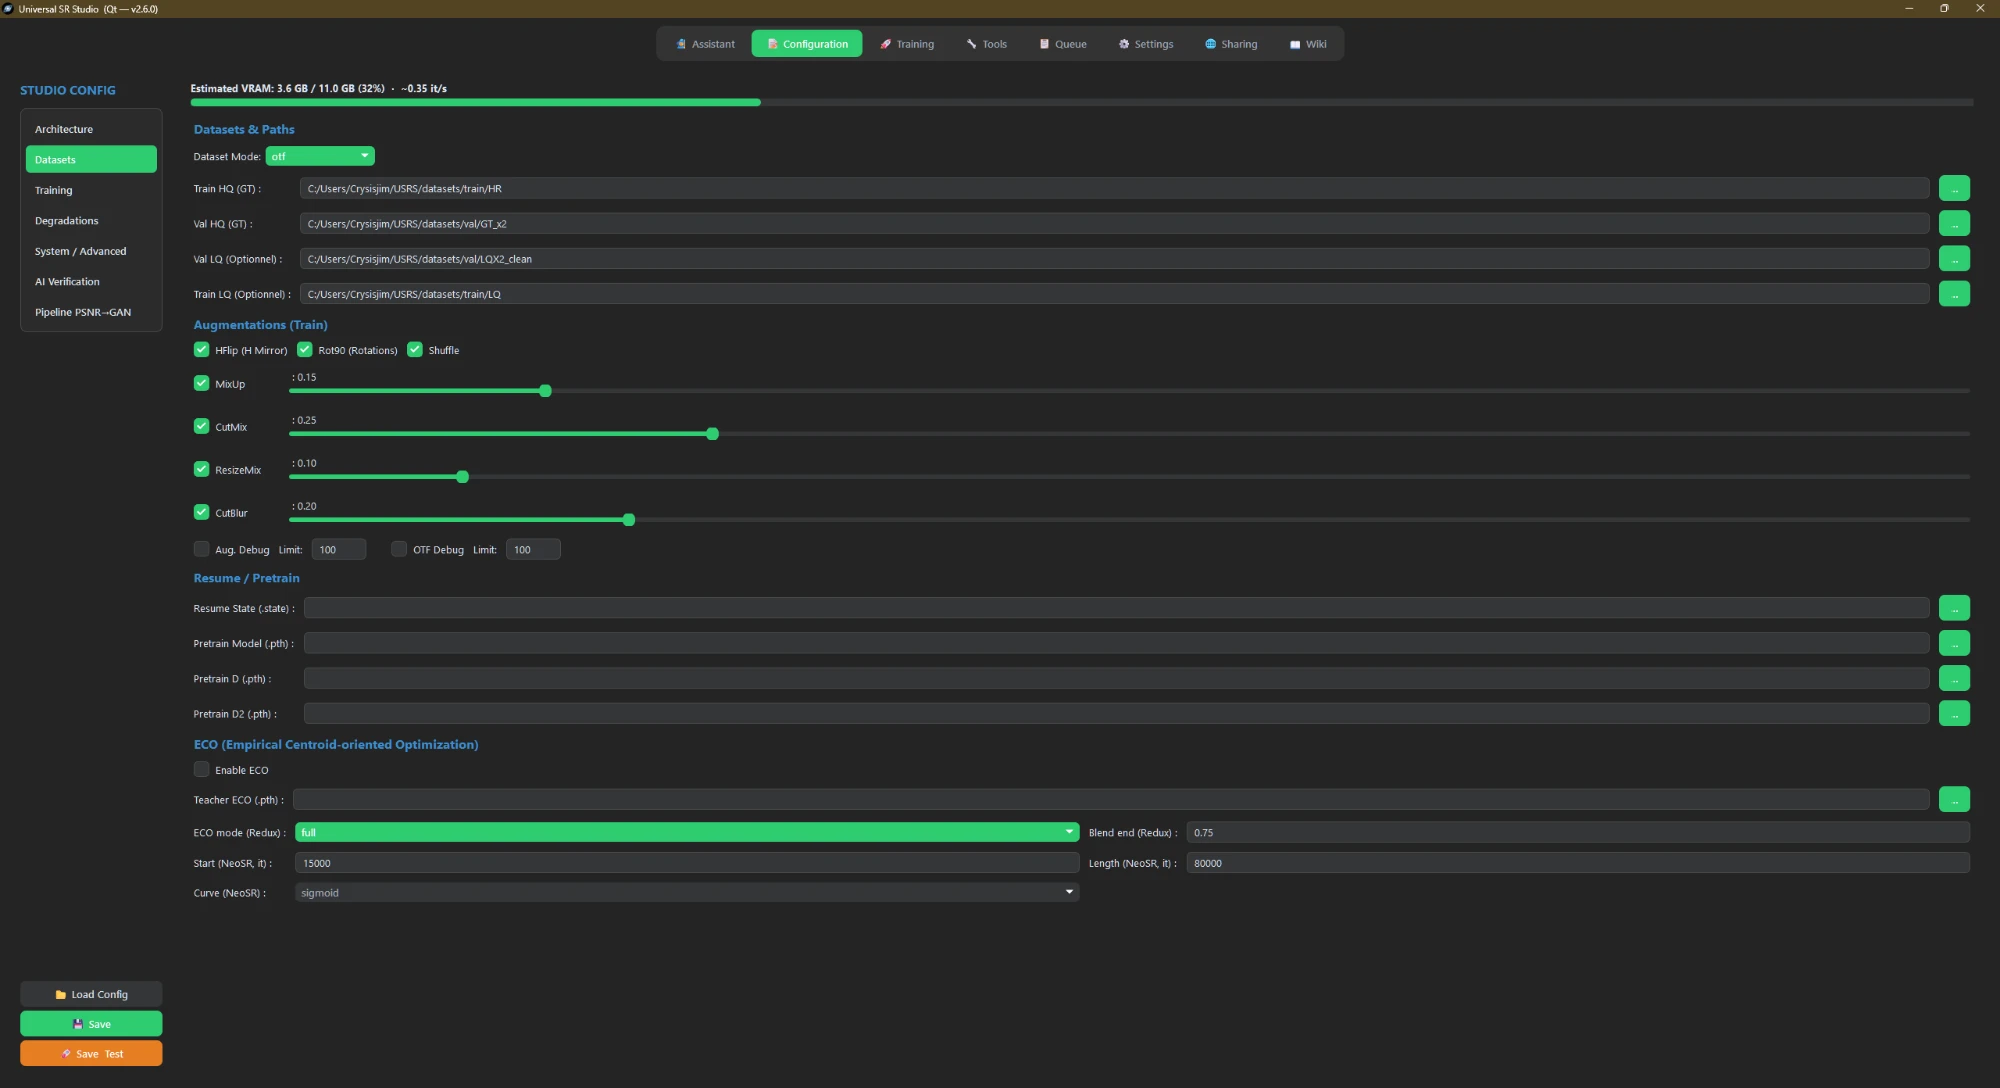 Universal SR Studio (Qt — v2.6.0)
Assistant
Configuration
Training
Tools
Queue
Settings
Sharing
Wiki
STUDIO CONFIG
Architecture
Datasets
Training
Degradations
System / Advanced
AI Verification
Pipeline PSNR→GAN
Estimated VRAM: 3.6 GB / 11.0 GB (32%) · ~0.35 it/s
Datasets & Paths
Dataset Mode: otf
Train HQ (GT) : C:/Users/Crysisjim/USRS/datasets/train/HR ...
Val HQ (GT) : C:/Users/Crysisjim/USRS/datasets/val/GT_x2 ...
Val LQ (Optionnel) : C:/Users/Crysisjim/USRS/datasets/val/LQX2_clean ...
Train LQ (Optionnel) : C:/Users/Crysisjim/USRS/datasets/train/LQ ...
Augmentations (Train)
HFlip (H Mirror) Rot90 (Rotations) Shuffle
MixUp : 0.15
CutMix : 0.25
ResizeMix : 0.10
CutBlur : 0.20
Aug. Debug Limit: 100 OTF Debug Limit: 100
Resume / Pretrain
Resume State (.state) : ...
Pretrain Model (.pth) : ...
Pretrain D (.pth) : ...
Pretrain D2 (.pth) : ...
ECO (Empirical Centroid-oriented Optimization)
Enable ECO
Teacher ECO (.pth) : ...
ECO mode (Redux) : full Blend end (Redux) : 0.75
Start (NeoSR, it) : 15000 Length (NeoSR, it) : 80000
Curve (NeoSR) : sigmoid
Load Config
Save
Save Test